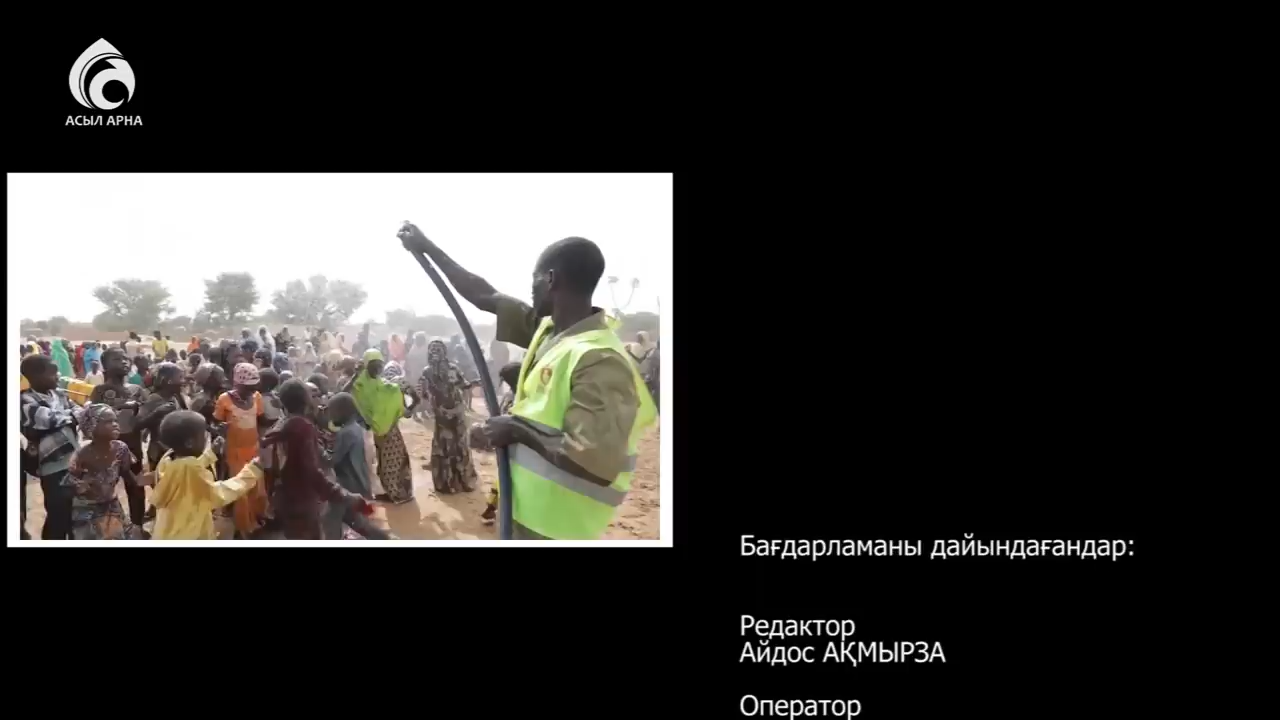 АСЫЛ АРНА
Бағдарламаны дайындағандар:
Редактор
Айдос АҚМЫРЗА
Оператор